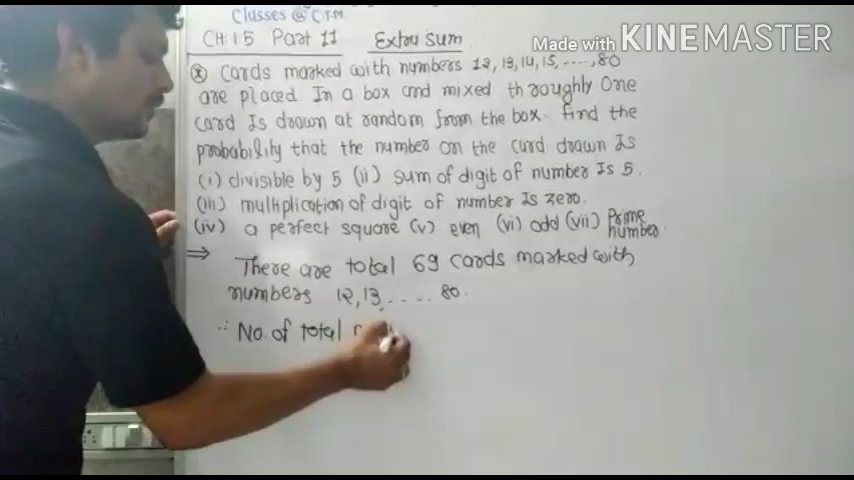 Classes @ C.T.M.
CH:15 Part 11 Extra sum
Made with KINEMASTER
Cards marked with numbers 12, 13, 14, 15, ....., 80
are placed In a box and mixed throughly One
card Is drawn at random from the box. find the
probability that the number on the card drawn Is
(i) divisible by 5 (ii) sum of digit of number Is 5.
(iii) multiplication of digit of number Is zero.
(iv) a perfect square (v) even (vi) odd (vii) Prime number.
⇒ There are total 69 cards marked with
numbers 12, 13, .... 80.
∴ No. of total